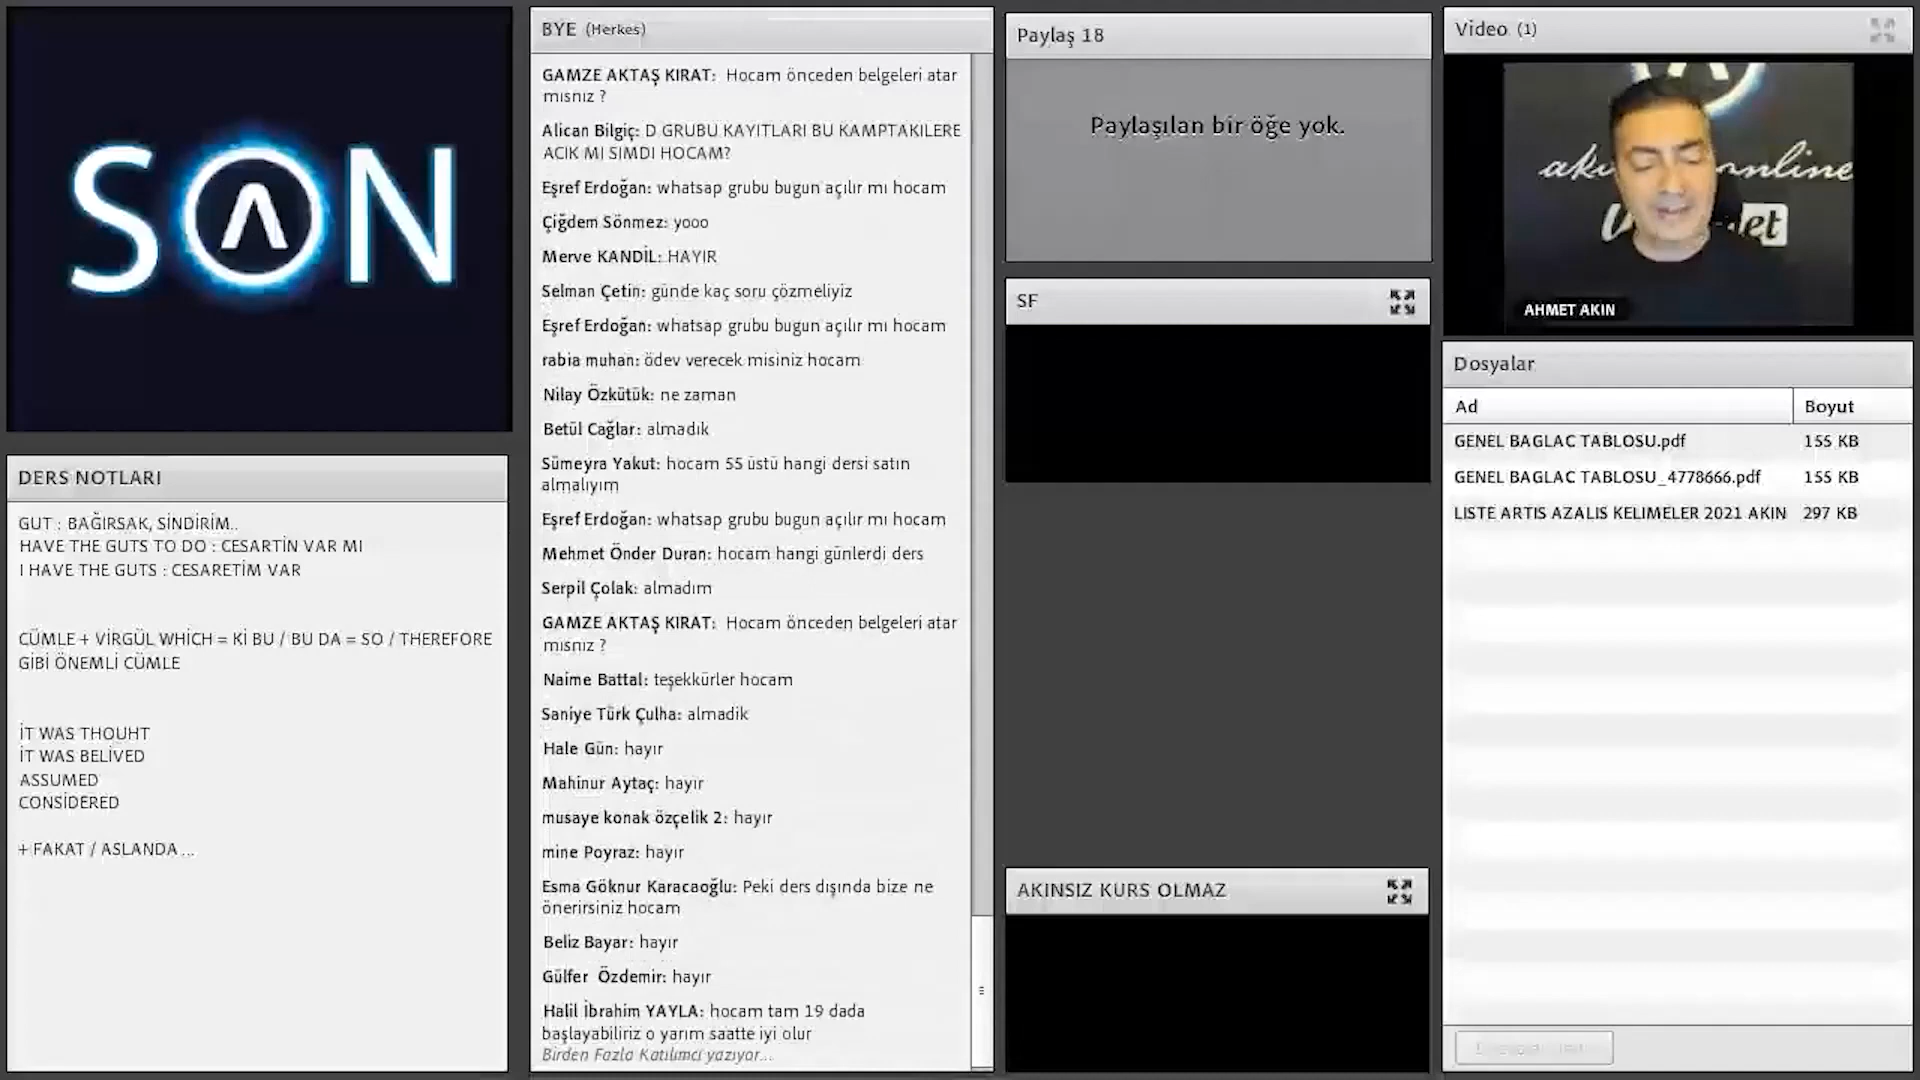 SON
DERS NOTLARI
GUT : BAĞIRSAK, SİNDİRİM..
HAVE THE GUTS TO DO : CESARTİN VAR MI
I HAVE THE GUTS : CESARETİM VAR
CÜMLE + VİRGÜL WHİCH = Kİ BU / BU DA = SO / THEREFORE
GİBİ ÖNEMLİ CÜMLE
İT WAS THOUHT
İT WAS BELİVED
ASSUMED
CONSİDERED
+ FAKAT / ASLANDA ...
BYE (Herkes)
GAMZE AKTAŞ KIRAT: Hocam önceden belgeleri atar
mısnız ?
Alican Bilgiç: D GRUBU KAYITLARI BU KAMPTAKILERE
ACIK MI SIMDI HOCAM?
Eşref Erdoğan: whatsap grubu bugun açılır mı hocam
Çiğdem Sönmez: yooo
Merve KANDİL: HAYIR
Selman Çetin: günde kaç soru çözmeliyiz
Eşref Erdoğan: whatsap grubu bugun açılır mı hocam
rabia muhan: ödev verecek misiniz hocam
Nilay Özkütük: ne zaman
Betül Cağlar: almadık
Sümeyra Yakut: hocam 55 üstü hangi dersi satın
almalıyım
Eşref Erdoğan: whatsap grubu bugun açılır mı hocam
Mehmet Önder Duran: hocam hangi günlerdi ders
Serpil Çolak: almadım
GAMZE AKTAŞ KIRAT: Hocam önceden belgeleri atar
mısnız ?
Naime Battal: teşekkürler hocam
Saniye Türk Çulha: almadik
Hale Gün: hayır
Mahinur Aytaç: hayır
musaye konak özçelik 2: hayır
mine Poyraz: hayır
Esma Göknur Karacaoğlu: Peki ders dışında bize ne
önerirsiniz hocam
Beliz Bayar: hayır
Gülfer Özdemir: hayır
Halil İbrahim YAYLA: hocam tam 19 dada
başlayabiliriz o yarım saatte iyi olur
Birden Fazla Katılımcı yazıyor...
Paylaş 18
Paylaşılan bir öğe yok.
SF
AKINSIZ KURS OLMAZ
Video (1)
AHMET AKIN
Dosyalar
Ad Boyut
GENEL BAGLAC TABLOSU.pdf 155 KB
GENEL BAGLAC TABLOSU_4778666.pdf 155 KB
LISTE ARTIS AZALIS KELIMELER 2021 AKIN 297 KB